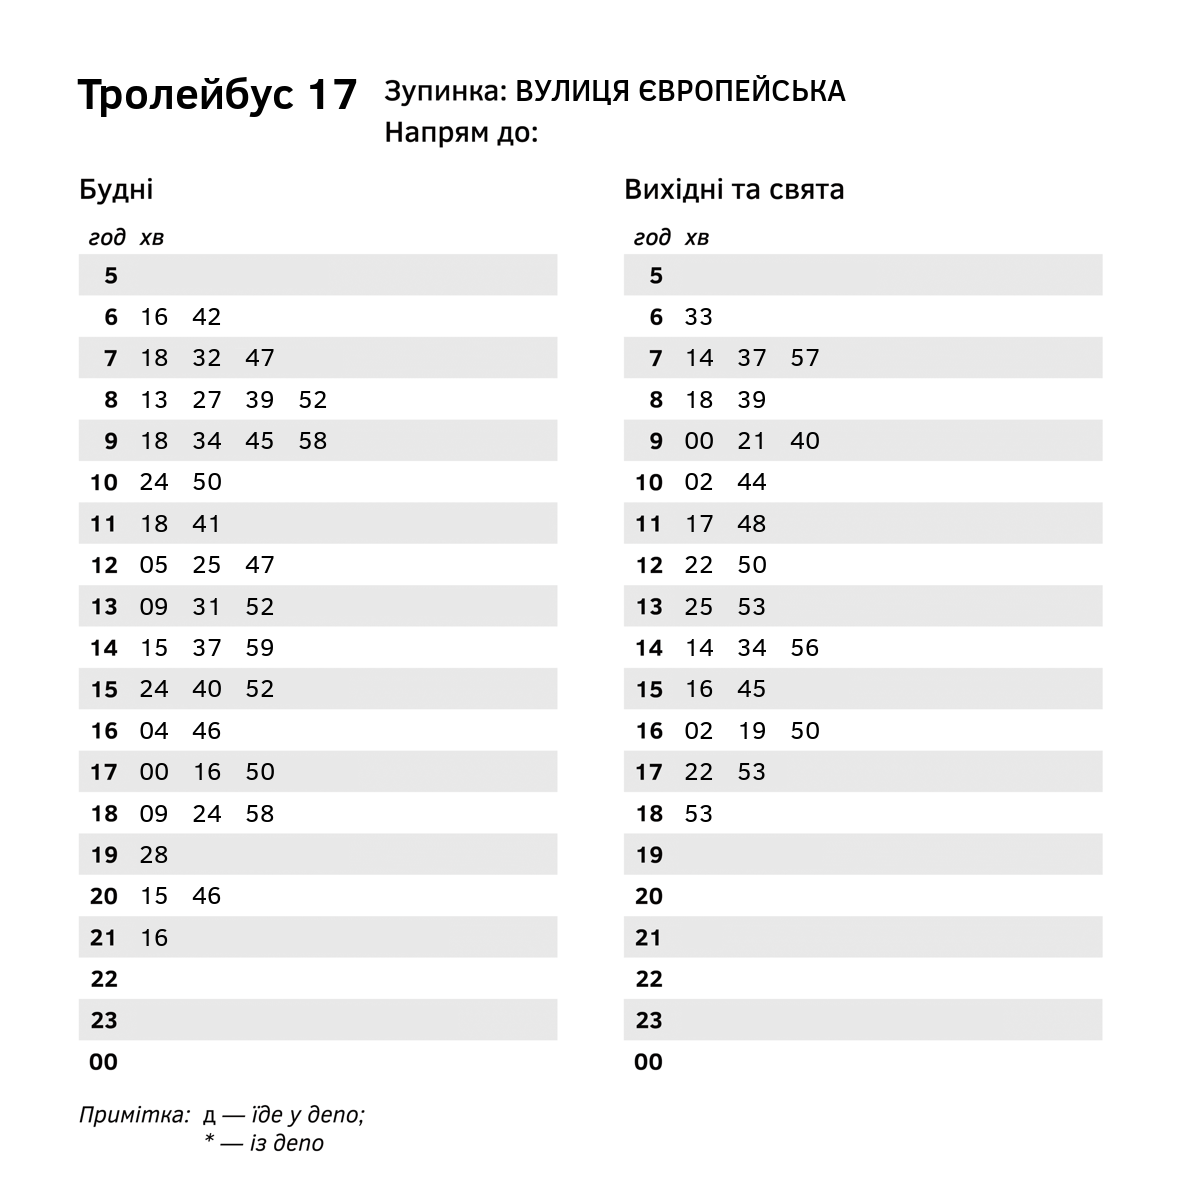 Тролейбус 17
Зупинка: ВУЛИЦЯ ЄВРОПЕЙСЬКА
Напрям до:
Будні
год хв
5
6 16 42
7 18 32 47
8 13 27 39 52
9 18 34 45 58
10 24 50
11 18 41
12 05 25 47
13 09 31 52
14 15 37 59
15 24 40 52
16 04 46
17 00 16 50
18 09 24 58
19 28
20 15 46
21 16
22
23
00
Вихідні та свята
год хв
5
6 33
7 14 37 57
8 18 39
9 00 21 40
10 02 44
11 17 48
12 22 50
13 25 53
14 14 34 56
15 16 45
16 02 19 50
17 22 53
18 53
19
20
21
22
23
00
Примітка: д — їде у депо;
* — із депо